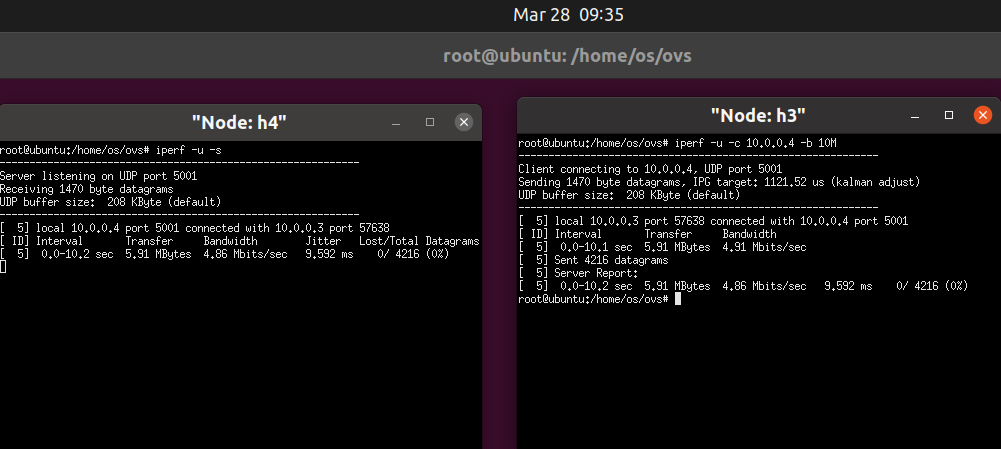 Mar 28 09:35
root@ubuntu: /home/os/ovs
"Node: h4"
root@ubuntu:/home/os/ovs# iperf -u -s
------------------------------------------------------------
Server listening on UDP port 5001
Receiving 1470 byte datagrams
UDP buffer size:  208 KByte (default)
------------------------------------------------------------
[  5] local 10.0.0.4 port 5001 connected with 10.0.0.3 port 57638
[ ID] Interval       Transfer     Bandwidth        Jitter   Lost/Total Datagrams
[  5]  0.0-10.2 sec  5.91 MBytes  4.86 Mbits/sec   9.592 ms    0/ 4216 (0%)
"Node: h3"
root@ubuntu:/home/os/ovs# iperf -u -c 10.0.0.4 -b 10M
------------------------------------------------------------
Client connecting to 10.0.0.4, UDP port 5001
Sending 1470 byte datagrams, IPG target: 1121.52 us (kalman adjust)
UDP buffer size:  208 KByte (default)
------------------------------------------------------------
[  5] local 10.0.0.3 port 57638 connected with 10.0.0.4 port 5001
[ ID] Interval       Transfer     Bandwidth
[  5]  0.0-10.1 sec  5.91 MBytes  4.91 Mbits/sec
[  5] Sent 4216 datagrams
[  5] Server Report:
[  5]  0.0-10.2 sec  5.91 MBytes  4.86 Mbits/sec   9.592 ms    0/ 4216 (0%)
root@ubuntu:/home/os/ovs#